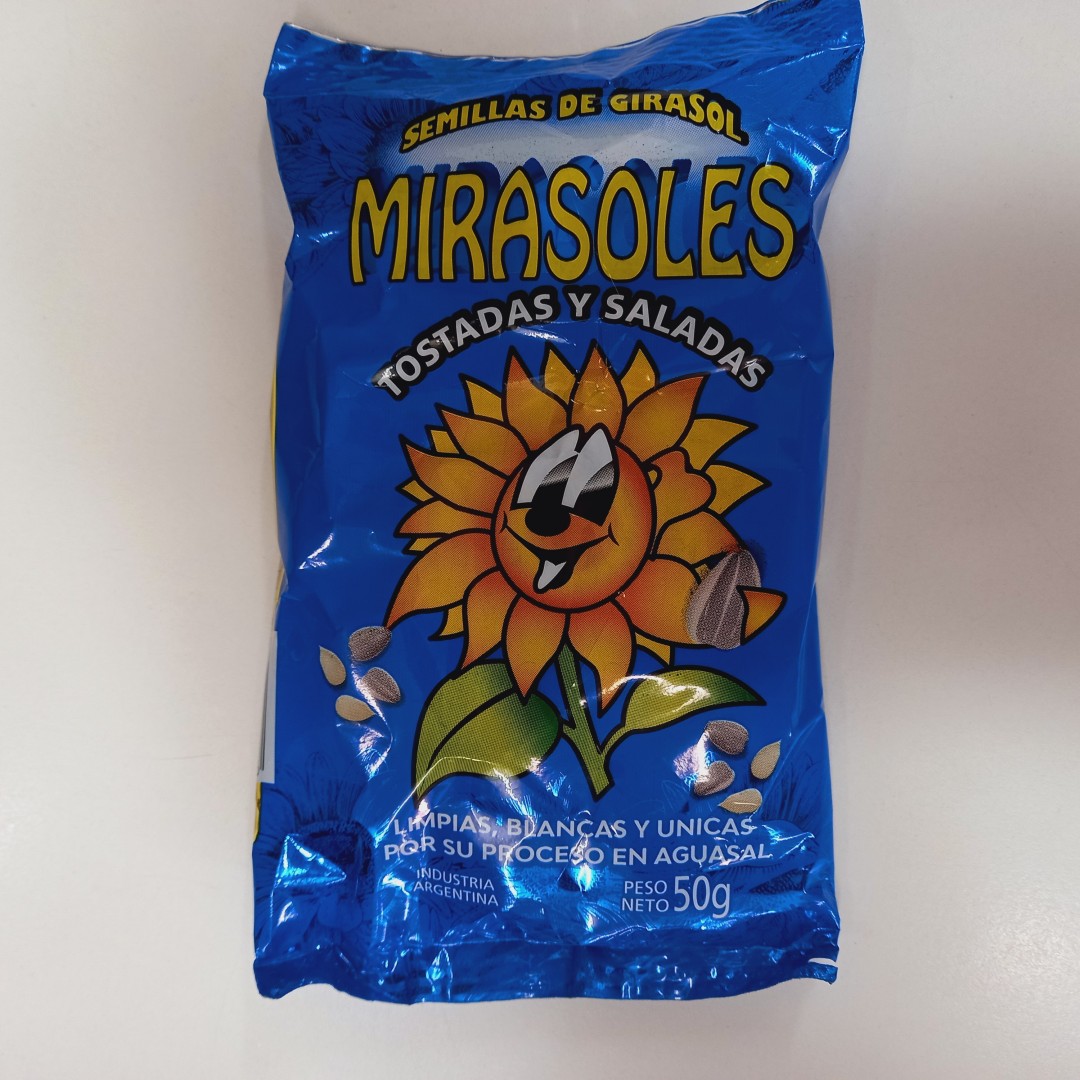 SEMILLAS DE GIRASOL
MIRASOLES
TOSTADAS Y SALADAS
LIMPIAS, BLANCAS Y UNICAS
POR SU PROCESO EN AGUASAL
INDUSTRIA
ARGENTINA
PESO
NETO 50g